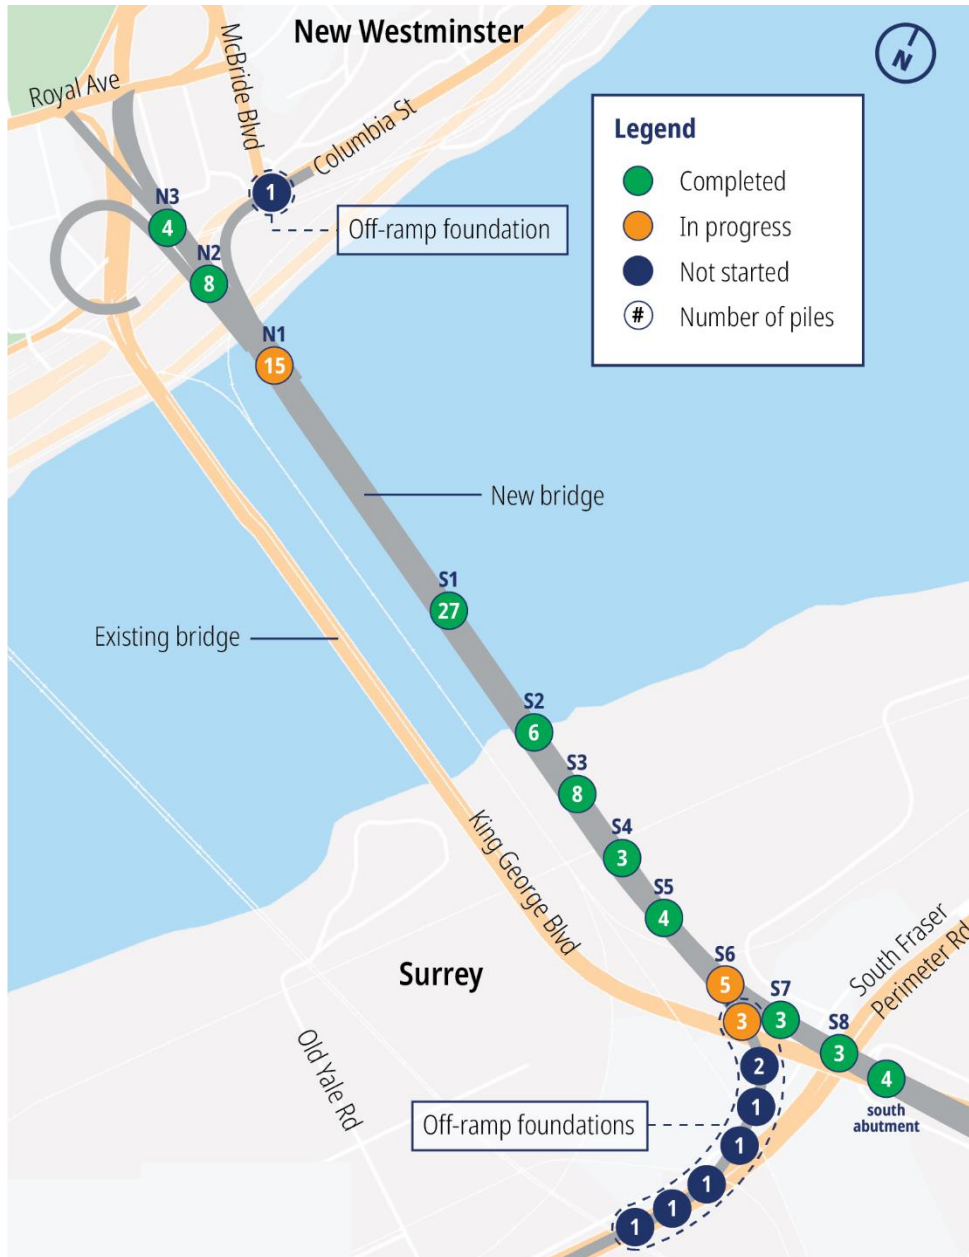 New Westminster
N
Royal Ave
McBride Blvd
Columbia St
Legend
Completed
In progress
Not started
# Number of piles
1
Off-ramp foundation
N3
4
N2
8
N1
15
New bridge
S1
27
Existing bridge
S2
6
S3
8
S4
3
King George Blvd
S5
4
Surrey
South Fraser
Perimeter Rd
S6
5
S7
3
3
S8
3
4
south
abutment
Old Yale Rd
2
1
Off-ramp foundations
1
1
1
1